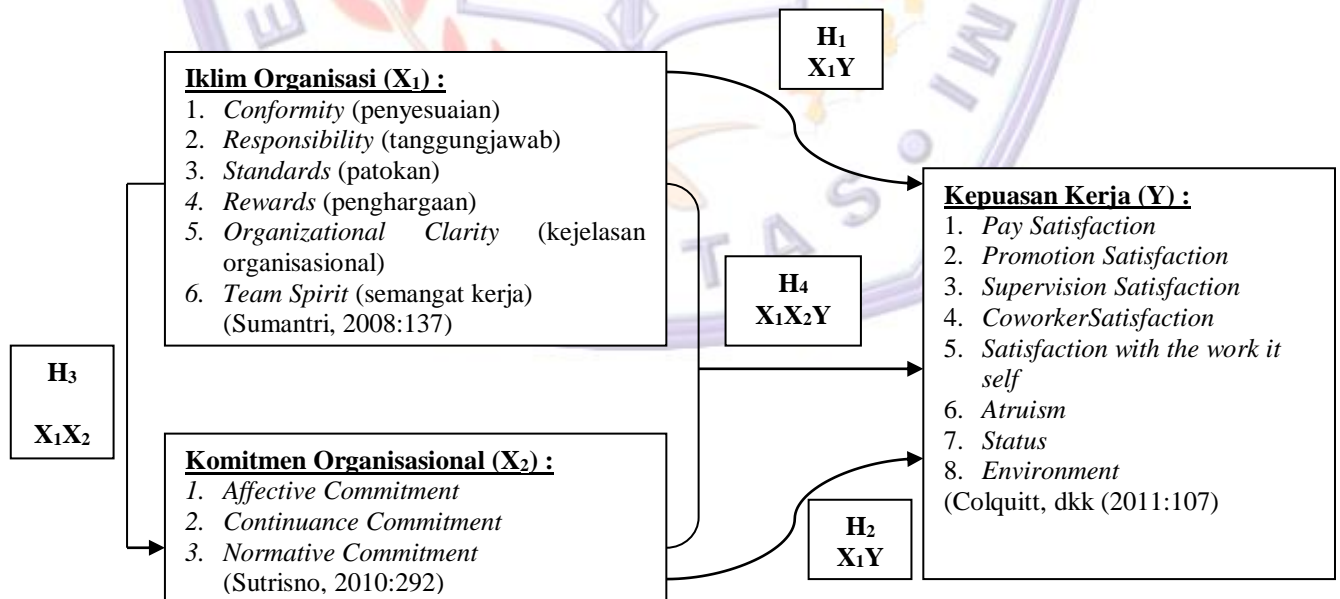 H₁
X₁Y
Iklim Organisasi (X₁) :
1. Conformity (penyesuaian)
2. Responsibility (tanggungjawab)
3. Standards (patokan)
4. Rewards (penghargaan)
5. Organizational Clarity (kejelasan
organisasional)
6. Team Spirit (semangat kerja)
(Sumantri, 2008:137)
Kepuasan Kerja (Y) :
1. Pay Satisfaction
2. Promotion Satisfaction
3. Supervision Satisfaction
4. CoworkerSatisfaction
5. Satisfaction with the work it
self
6. Atruism
7. Status
8. Environment
(Colquitt, dkk (2011:107)
H₄
X₁X₂Y
H₃
X₁X₂
Komitmen Organisasional (X₂) :
1. Affective Commitment
2. Continuance Commitment
3. Normative Commitment
(Sutrisno, 2010:292)
H₂
X₁Y